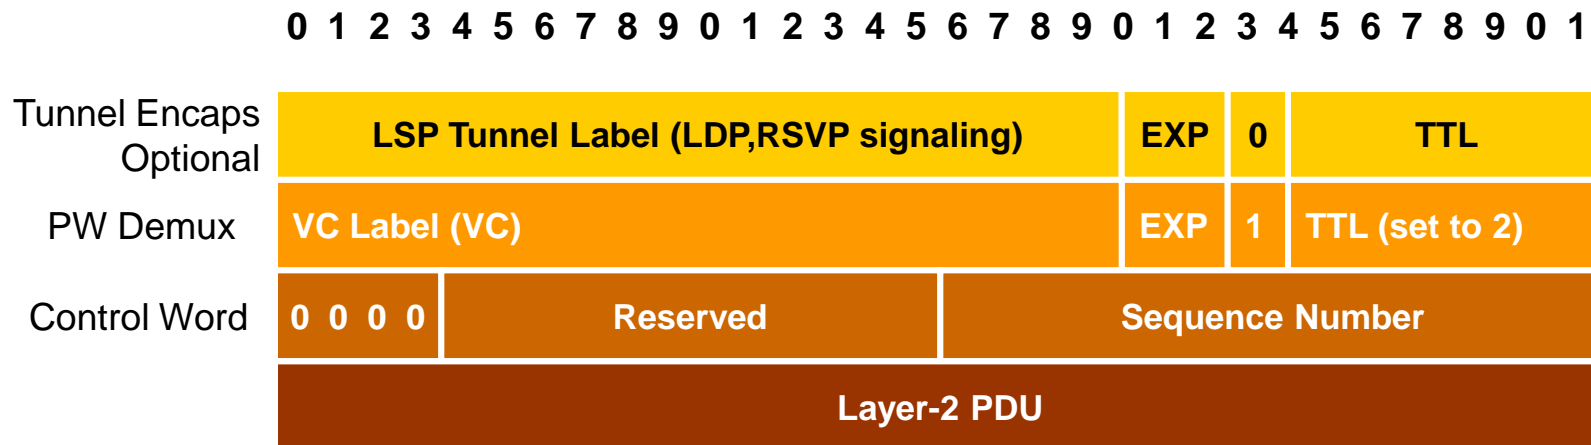 0 1 2 3 4 5 6 7 8 9 0 1 2 3 4 5 6 7 8 9 0 1 2 3 4 5 6 7 8 9 0 1
Tunnel Encaps
Optional
LSP Tunnel Label (LDP,RSVP signaling) EXP 0 TTL
PW Demux VC Label (VC) EXP 1 TTL (set to 2)
Control Word 0 0 0 0 Reserved Sequence Number
Layer-2 PDU